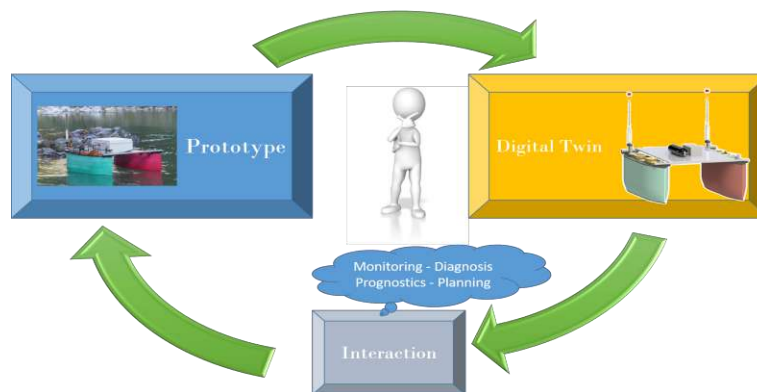 Prototype
Digital Twin
Monitoring - Diagnosis
Prognostics - Planning
Interaction